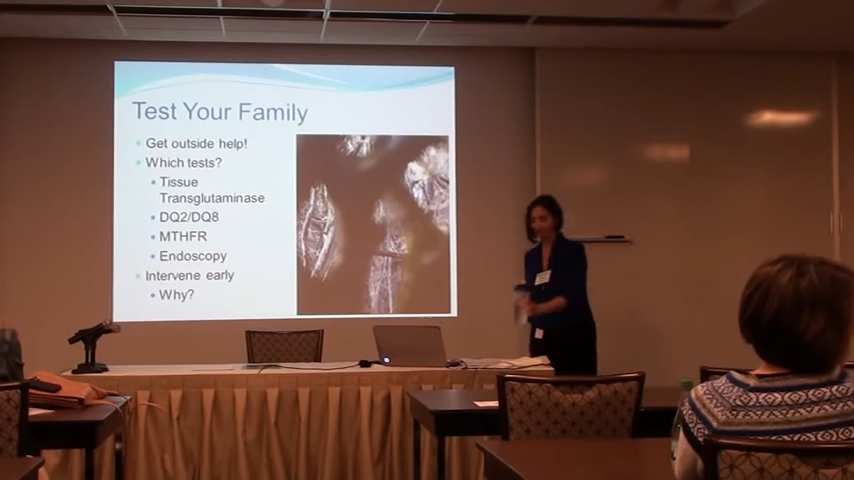 Test Your Family
Get outside help!
Which tests?
Tissue
Transglutaminase
DQ2/DQ8
MTHFR
Endoscopy
Intervene early
Why?